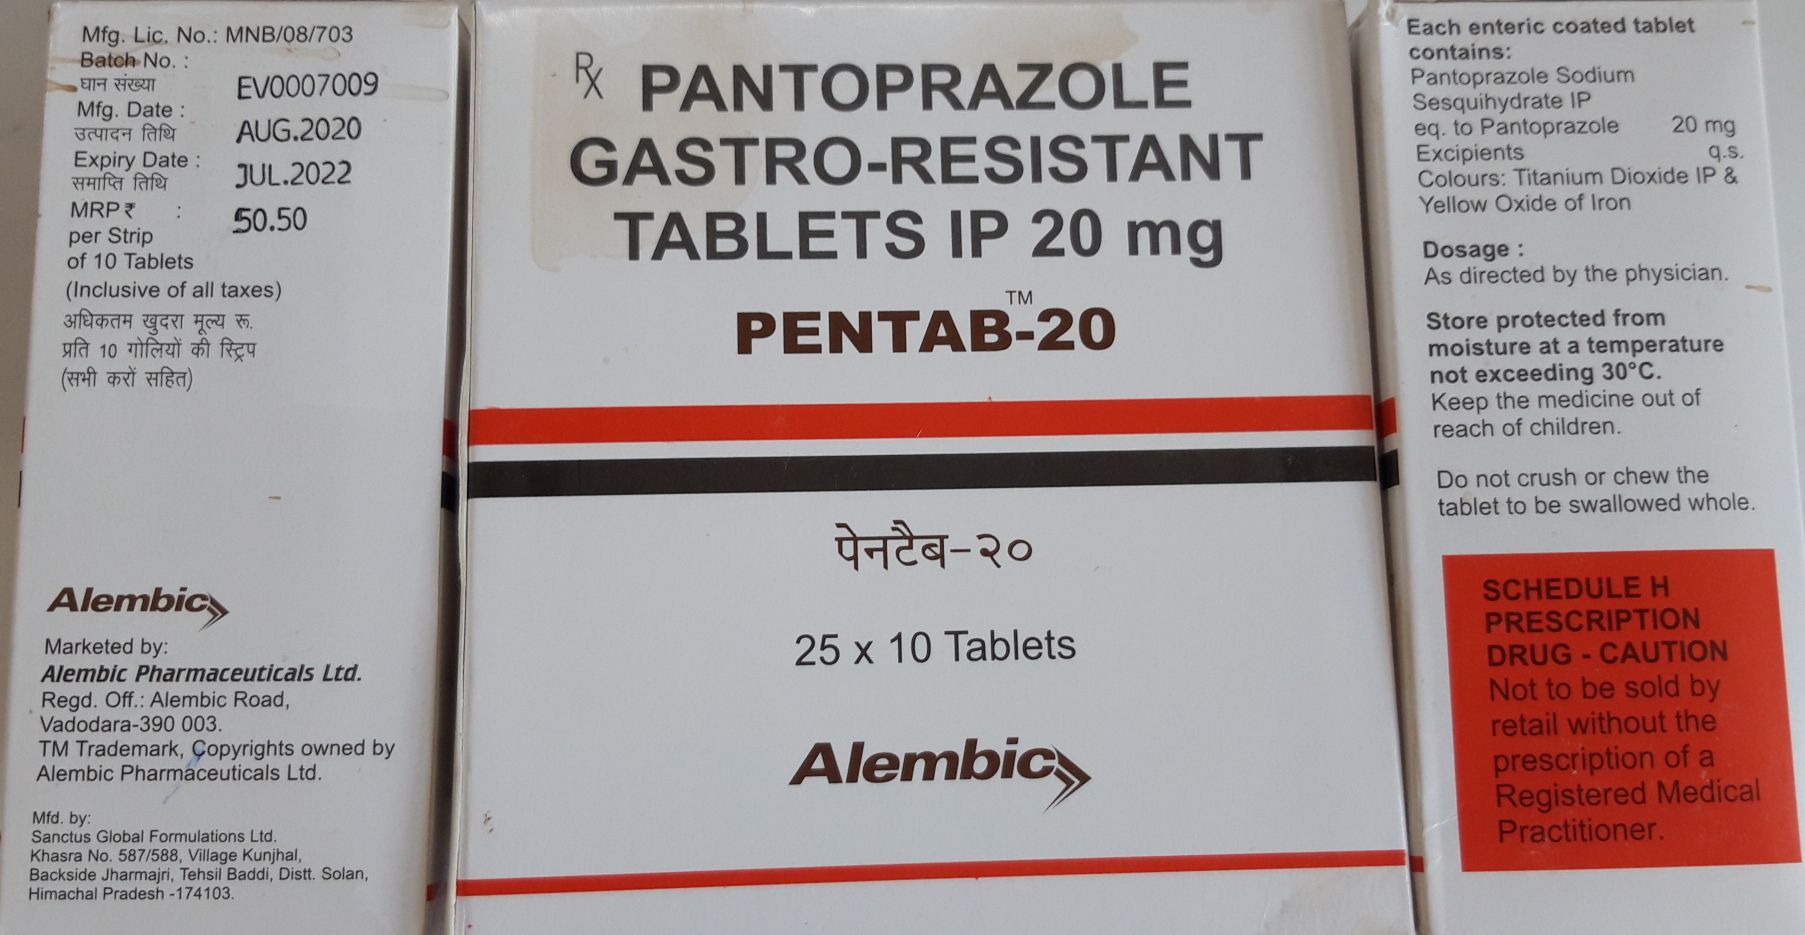 Mfg. Lic. No.: MNB/08/703
Batch No. :
घान संख्या EV0007009
Mfg. Date :
उत्पादन तिथि AUG.2020
Expiry Date :
समाप्ति तिथि JUL.2022
MRP ₹ : 50.50
per Strip
of 10 Tablets
(Inclusive of all taxes)
अधिकतम खुदरा मूल्य रू.
प्रति 10 गोलियों की स्ट्रिप
(सभी करों सहित)
Alembic
Marketed by:
Alembic Pharmaceuticals Ltd.
Regd. Off.: Alembic Road,
Vadodara-390 003.
TM Trademark, Copyrights owned by
Alembic Pharmaceuticals Ltd.
Mfd. by:
Sanctus Global Formulations Ltd.
Khasra No. 587/588, Village Kunjhal,
Backside Jharmajri, Tehsil Baddi, Distt. Solan,
Himachal Pradesh -174103.
Rx PANTOPRAZOLE
GASTRO-RESISTANT
TABLETS IP 20 mg
PENTAB™-20
पेनटैब-२०
25 x 10 Tablets
Alembic
Each enteric coated tablet
contains:
Pantoprazole Sodium
Sesquihydrate IP
eq. to Pantoprazole 20 mg
Excipients q.s.
Colours: Titanium Dioxide IP &
Yellow Oxide of Iron
Dosage :
As directed by the physician.
Store protected from
moisture at a temperature
not exceeding 30°C.
Keep the medicine out of
reach of children.
Do not crush or chew the
tablet to be swallowed whole.
SCHEDULE H
PRESCRIPTION
DRUG - CAUTION
Not to be sold by
retail without the
prescription of a
Registered Medical
Practitioner.